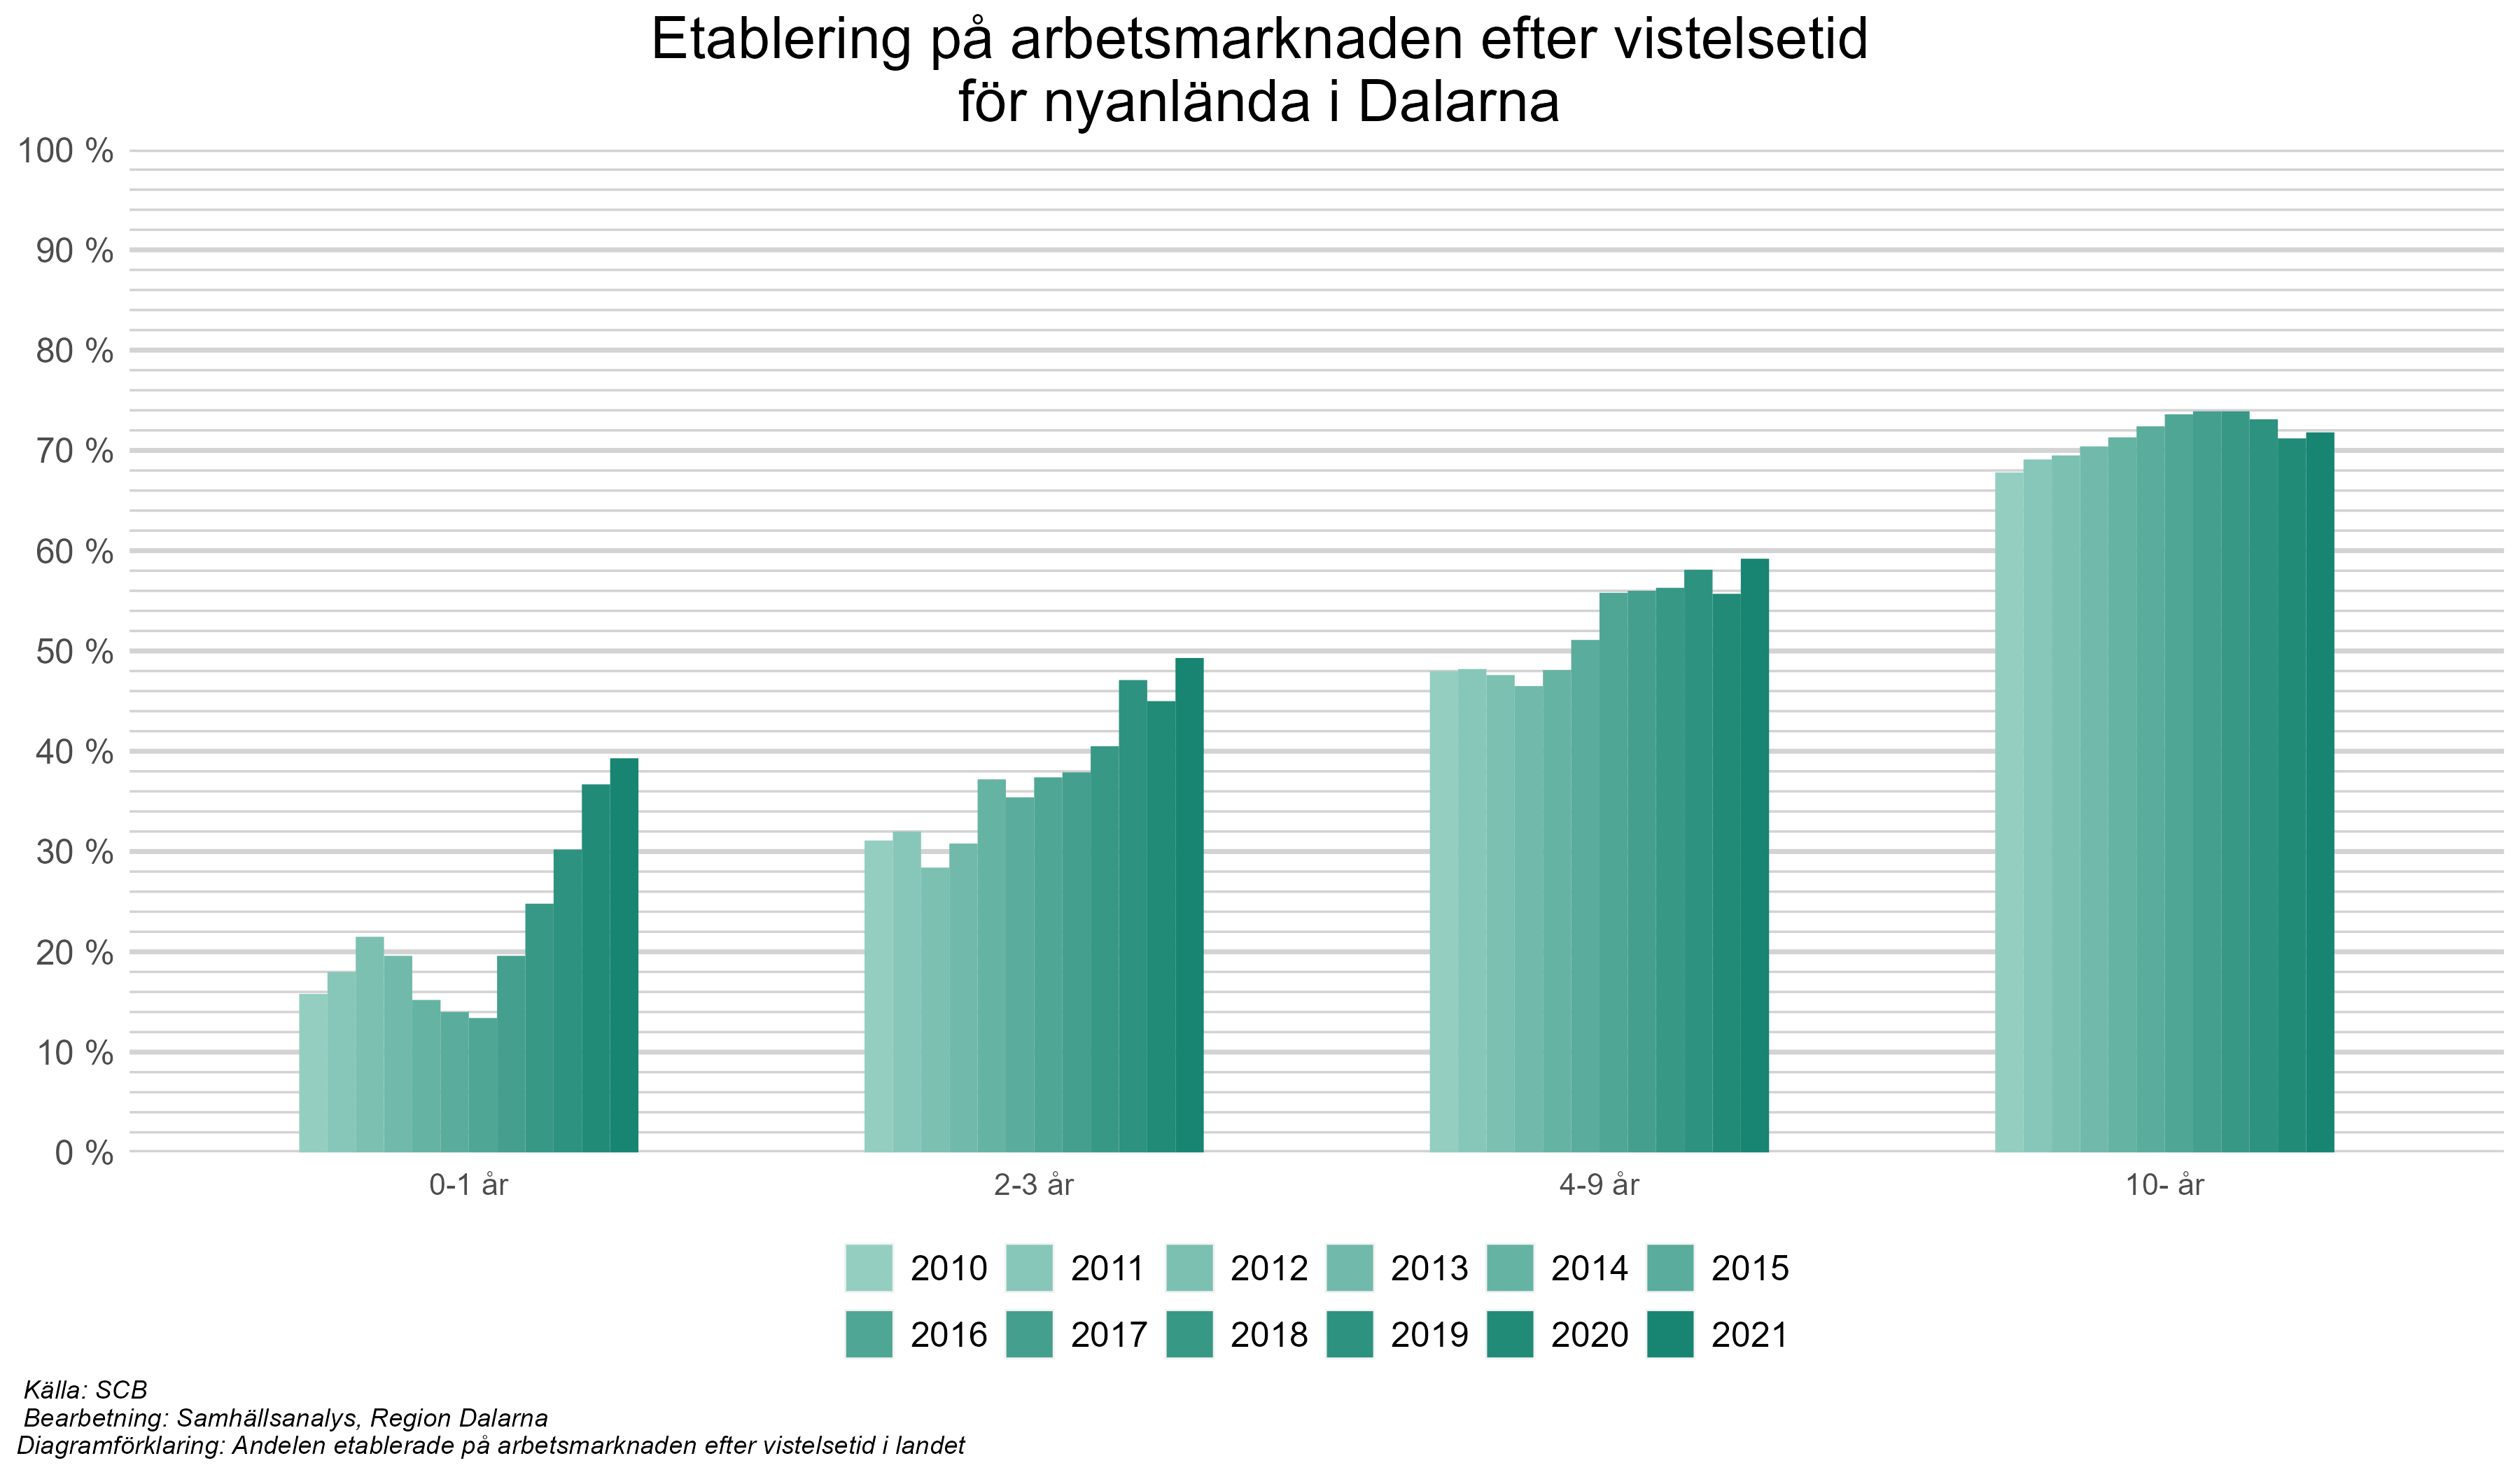 Etablering på arbetsmarknaden efter vistelsetid
för nyanlända i Dalarna
100 %
90 %
80 %
70 %
60 %
50 %
40 %
30 %
20 %
10 %
0 %
0-1 år
2-3 år
4-9 år
10- år
2010 2011 2012 2013 2014 2015
2016 2017 2018 2019 2020 2021
Källa: SCB
Bearbetning: Samhällsanalys, Region Dalarna
Diagramförklaring: Andelen etablerade på arbetsmarknaden efter vistelsetid i landet